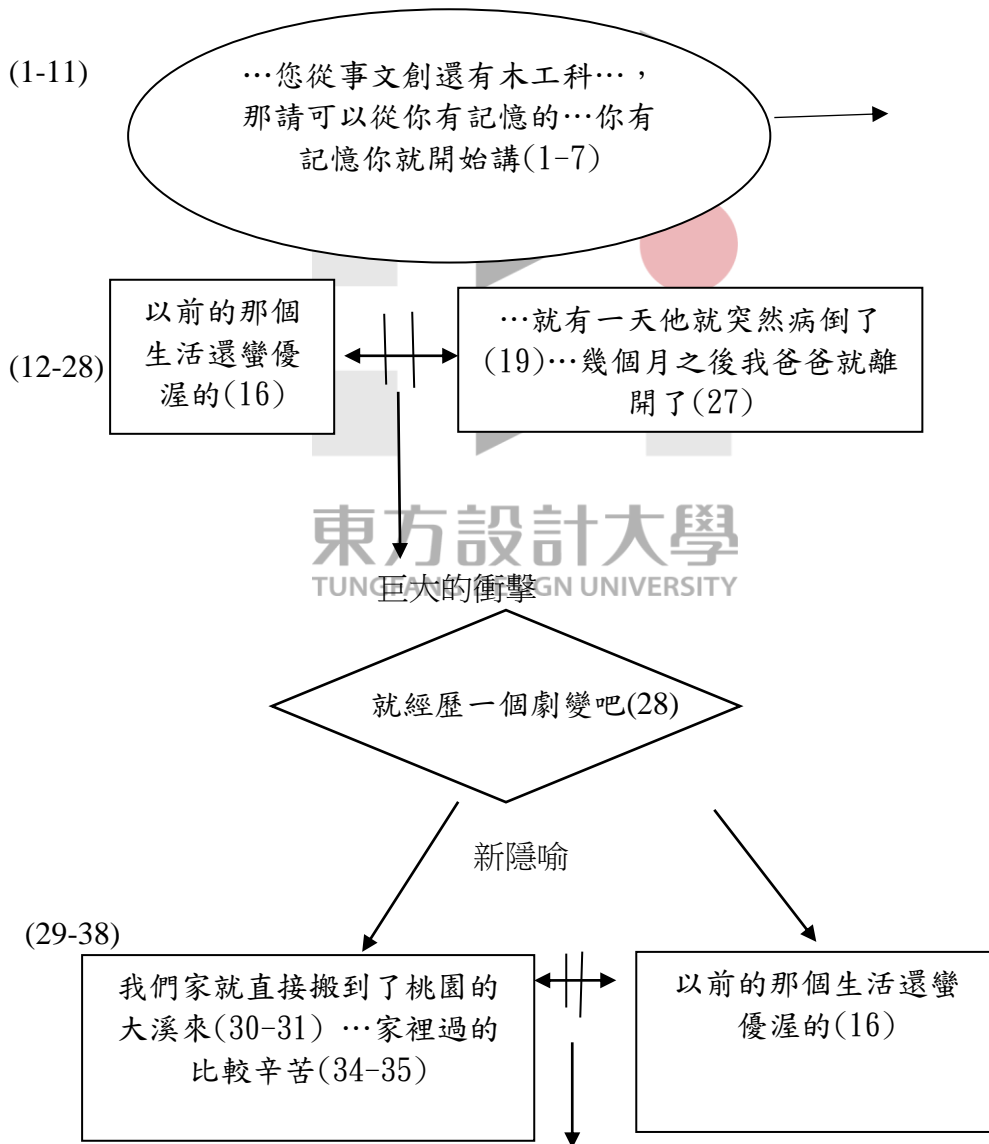 (1-11)
…您從事文創還有木工科…，
那請可以從你有記憶的…你有
記憶你就開始講(1-7)
(12-28)
以前的那個
生活還蠻優
渥的(16)
…就有一天他就突然病倒了
(19)…幾個月之後我爸爸就離
開了(27)
東方設計大學
TUNGFANG DESIGN UNIVERSITY
巨大的衝擊
就經歷一個劇變吧(28)
新隱喻
(29-38)
我們家就直接搬到了桃園的
大溪來(30-31) …家裡過的
比較辛苦(34-35)
以前的那個生活還蠻
優渥的(16)